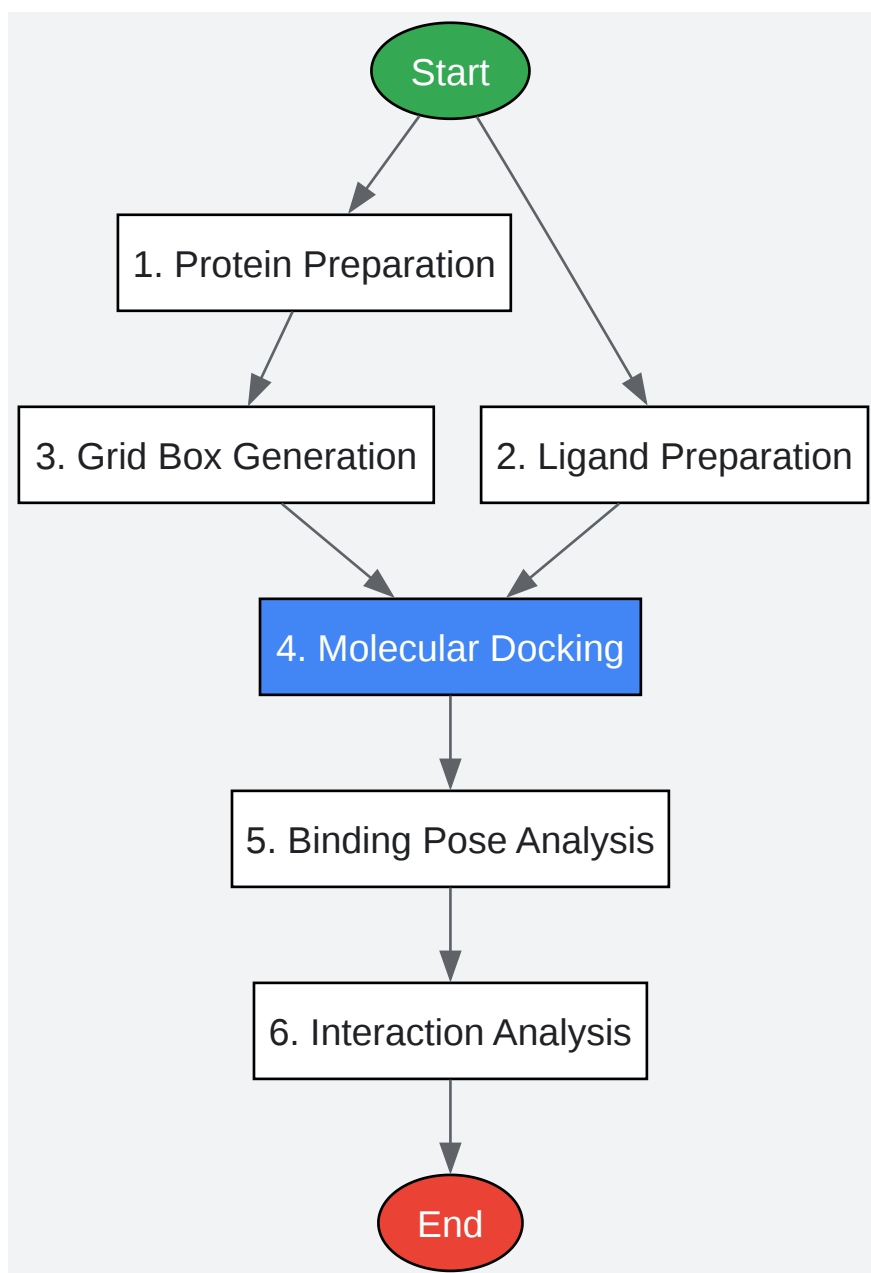 Start
1. Protein Preparation
3. Grid Box Generation
2. Ligand Preparation
4. Molecular Docking
5. Binding Pose Analysis
6. Interaction Analysis
End